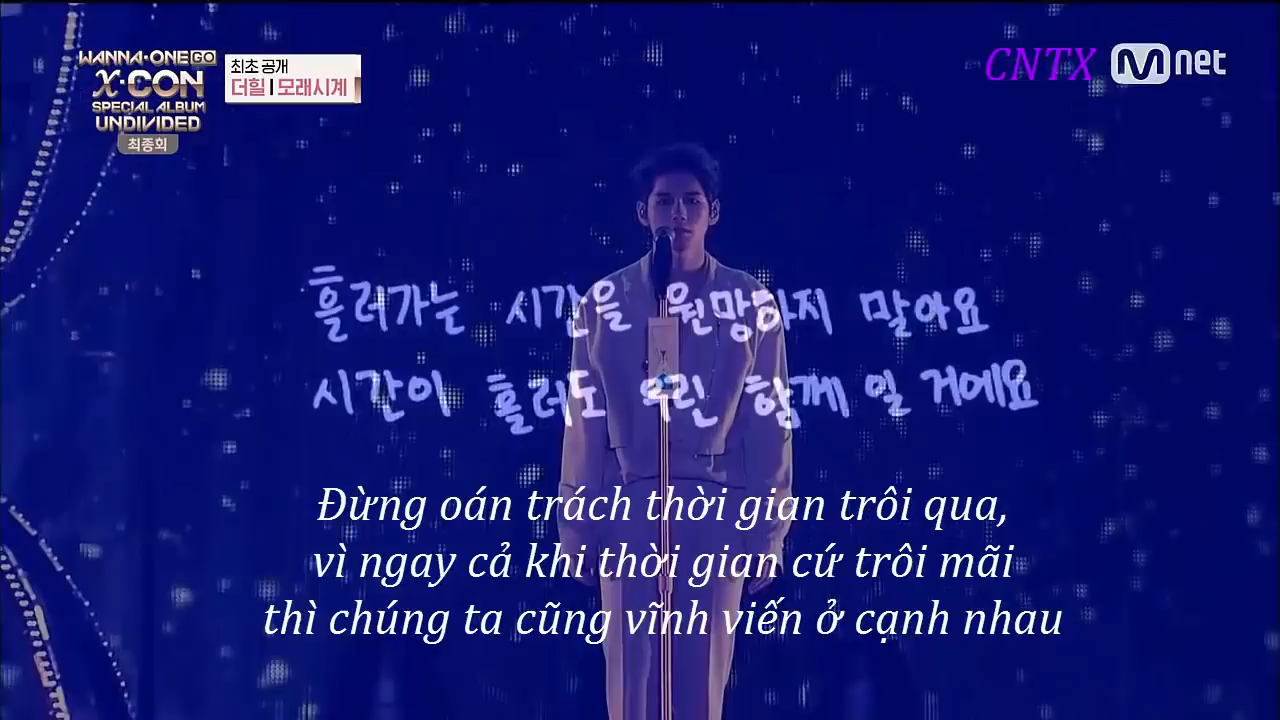 WANNA·ONE GO
X·CON
SPECIAL ALBUM
UNDIVIDED
최종회
최초 공개
더힐 | 모래시계
CNTX
Mnet
흘러가는 시간을 원망하지 말아요
시간이 흘러도 우린 함께 일 거에요
Đừng oán trách thời gian trôi qua,
vì ngay cả khi thời gian cứ trôi mãi
thì chúng ta cũng vĩnh viến ở cạnh nhau